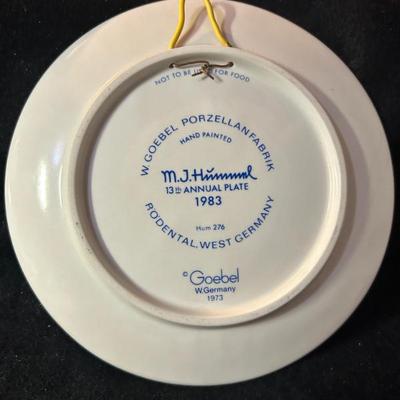 NOT TO BE USED FOR FOOD
W. GOEBEL PORZELLANFABRIK
HAND PAINTED
M.J.Hümmel
13th ANNUAL PLATE
1983
Hum 276
RÖDENTAL, WEST GERMANY
© Goebel
W.Germany
1973